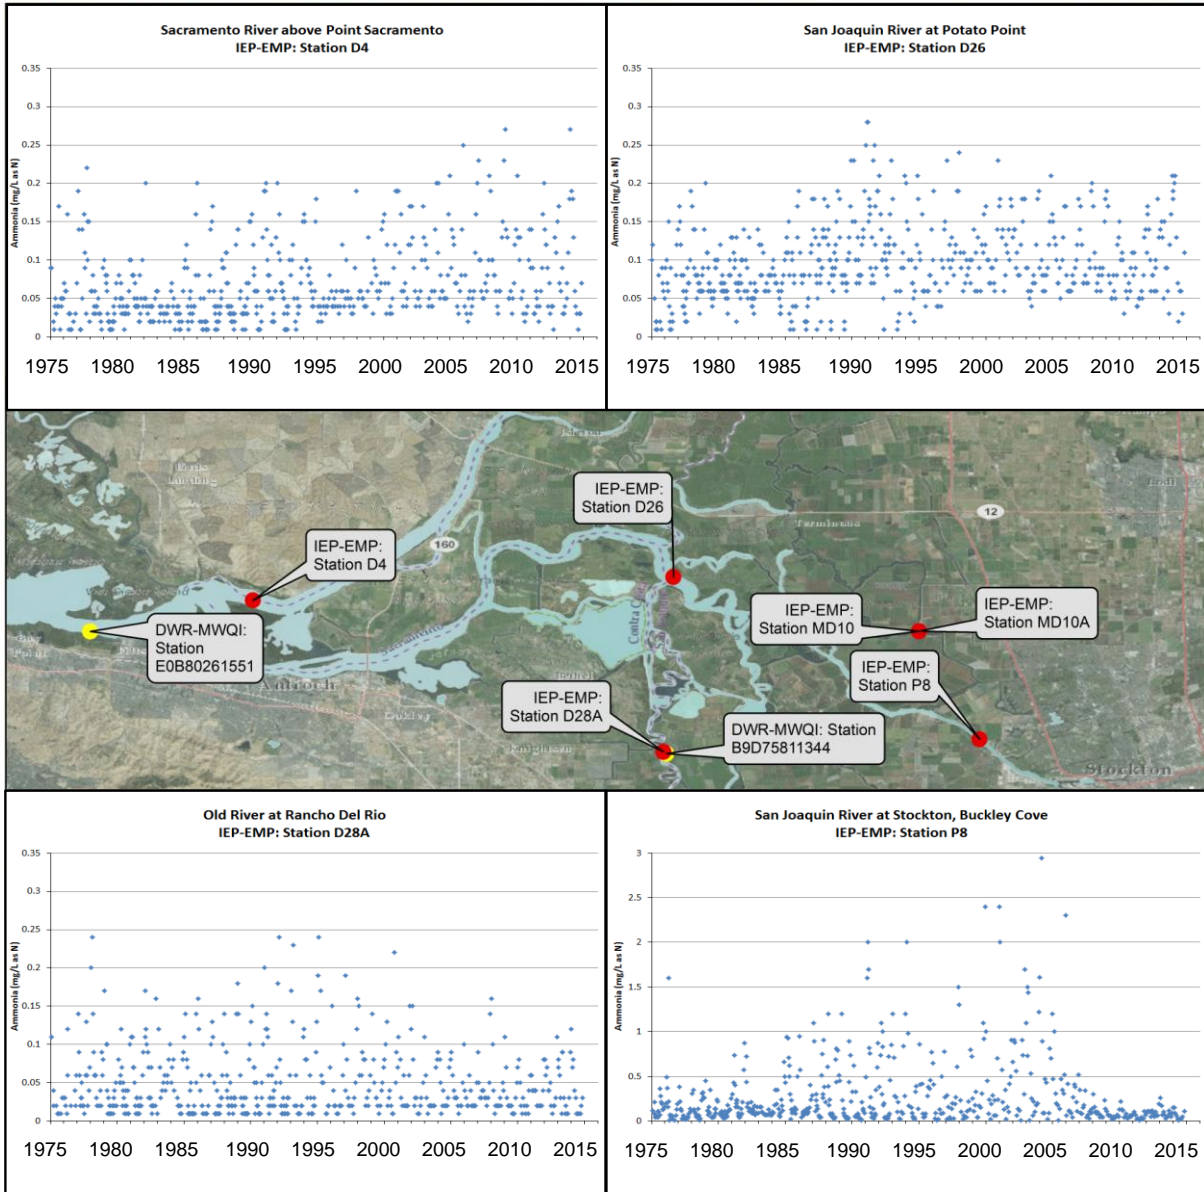 Sacramento River above Point Sacramento
IEP-EMP: Station D4
Ammonia (mg/L as N)
0.35
0.3
0.25
0.2
0.15
0.1
0.05
0
1975 1980 1985 1990 1995 2000 2005 2010 2015
San Joaquin River at Potato Point
IEP-EMP: Station D26
Ammonia (mg/L as N)
0.35
0.3
0.25
0.2
0.15
0.1
0.05
0
1975 1980 1985 1990 1995 2000 2005 2010 2015
IEP-EMP:
Station D26
12
Terminous
160
IEP-EMP:
Station D4
DWR-MWQI:
Station
E0B80261551
Antioch
Oakley
Knightsen
Bethel
Contra Costa
IEP-EMP:
Station MD10
IEP-EMP:
Station MD10A
IEP-EMP:
Station P8
IEP-EMP:
Station D28A
DWR-MWQI: Station
B9D75811344
Stockton
Lodi
Old River at Rancho Del Rio
IEP-EMP: Station D28A
Ammonia (mg/L as N)
0.35
0.3
0.25
0.2
0.15
0.1
0.05
0
1975 1980 1985 1990 1995 2000 2005 2010 2015
San Joaquin River at Stockton, Buckley Cove
IEP-EMP: Station P8
Ammonia (mg/L as N)
3
2.5
2
1.5
1
0.5
0
1975 1980 1985 1990 1995 2000 2005 2010 2015